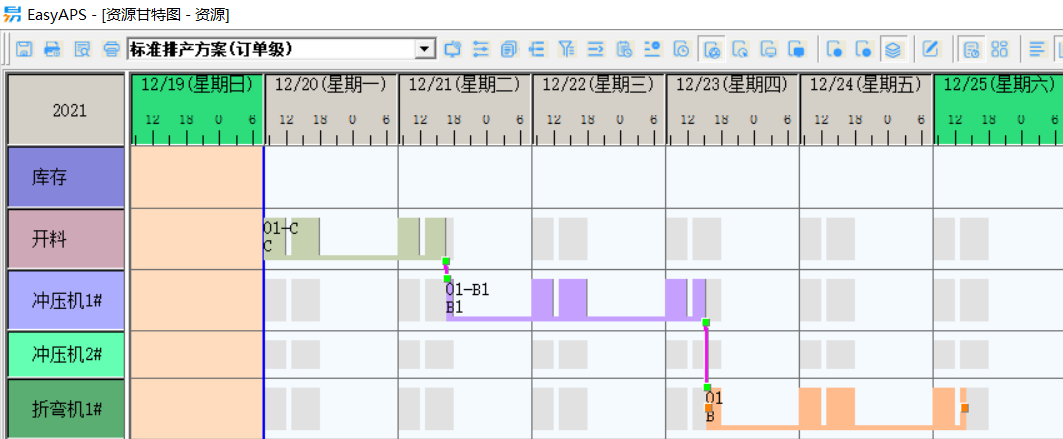 EasyAPS - [资源甘特图 - 资源]
标准排产方案(订单级)
2021
12/19(星期日) 12/20(星期一) 12/21(星期二) 12/22(星期三) 12/23(星期四) 12/24(星期五) 12/25(星期六)
12 18 0 6 12 18 0 6 12 18 0 6 12 18 0 6 12 18 0 6 12 18 0 6 12 18 0 6
库存
开料
01-C
C
冲压机1#
01-B1
B1
冲压机2#
折弯机1#
01
B